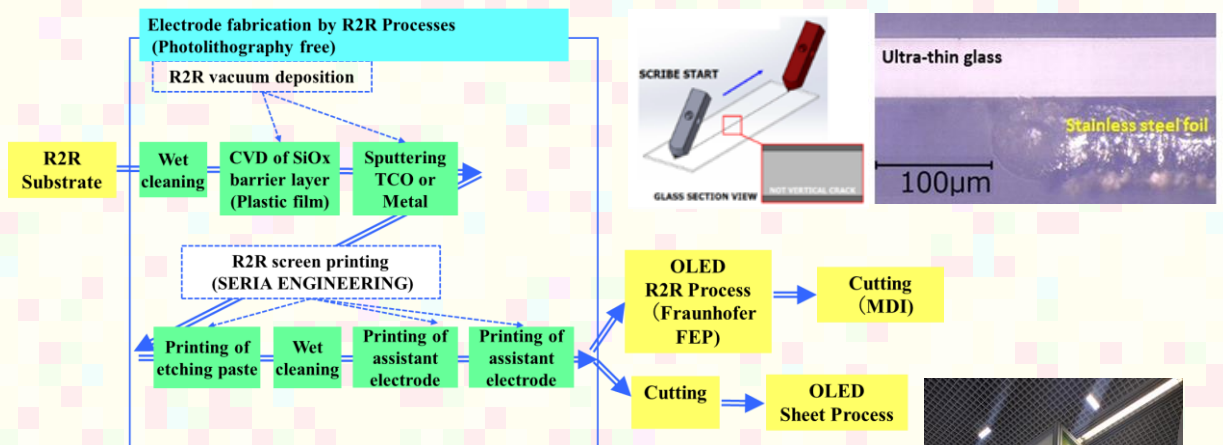 Electrode fabrication by R2R Processes
(Photolithography free)
R2R vacuum deposition
R2R
Substrate
Wet
cleaning
CVD of SiOx
barrier layer
(Plastic film)
Sputtering
TCO or
Metal
R2R screen printing
(SERIA ENGINEERING)
Printing of
etching paste
Wet
cleaning
Printing of
assistant
electrode
Printing of
assistant
electrode
OLED
R2R Process
（Fraunhofer
FEP)
Cutting
（MDI)
Cutting
OLED
Sheet Process
SCRIBE START
GLASS SECTION VIEW
NOT VERTICAL CRACK
Ultra-thin glass
Stainless steel foil
100μm